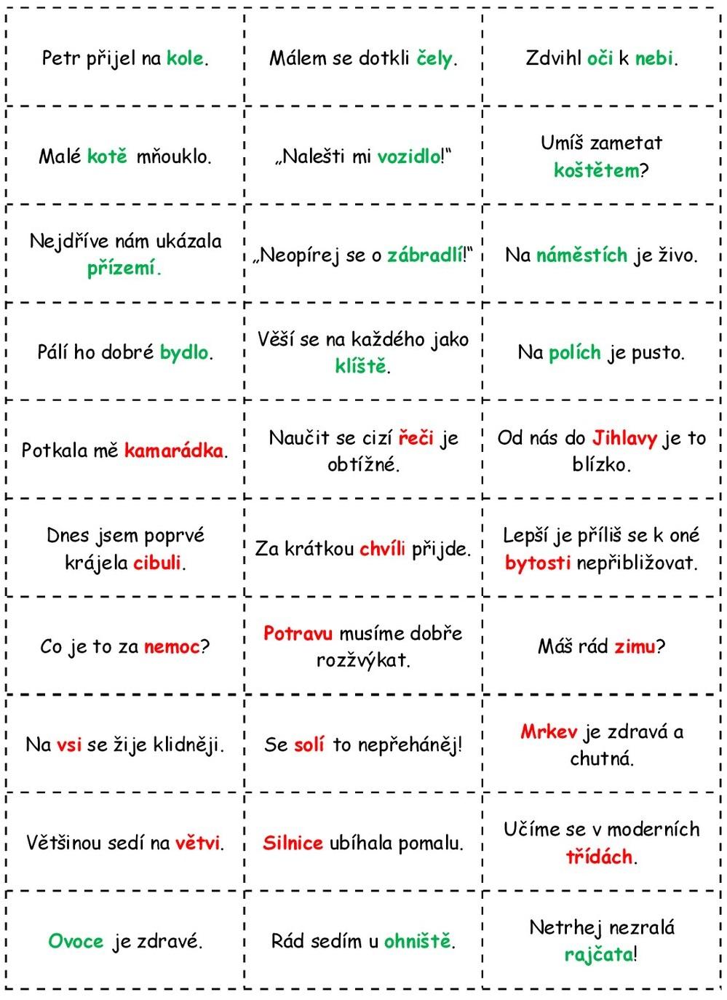 Petr přijel na kole.
Málem se dotkli čely.
Zdvihl oči k nebi.
Malé kotě mňouklo.
„Nalešti mi vozidlo!“
Umíš zametat
koštětem?
Nejdříve nám ukázala
přízemí.
„Neopírej se o zábradlí!“
Na náměstích je živo.
Pálí ho dobré bydlo.
Věší se na každého jako
klíště.
Na polích je pusto.
Potkala mě kamarádka.
Naučit se cizí řeči je
obtížné.
Od nás do Jihlavy je to
blízko.
Dnes jsem poprvé
krájela cibuli.
Za krátkou chvíli přijde.
Lepší je příliš se k oné
bytosti nepřibližovat.
Co je to za nemoc?
Potravu musíme dobře
rozžvýkat.
Máš rád zimu?
Na vsi se žije klidněji.
Se solí to nepřeháněj!
Mrkev je zdravá a
chutná.
Většinou sedí na větvi.
Silnice ubíhala pomalu.
Učíme se v moderních
třídách.
Ovoce je zdravé.
Rád sedím u ohniště.
Netrhej nezralá
rajčata!